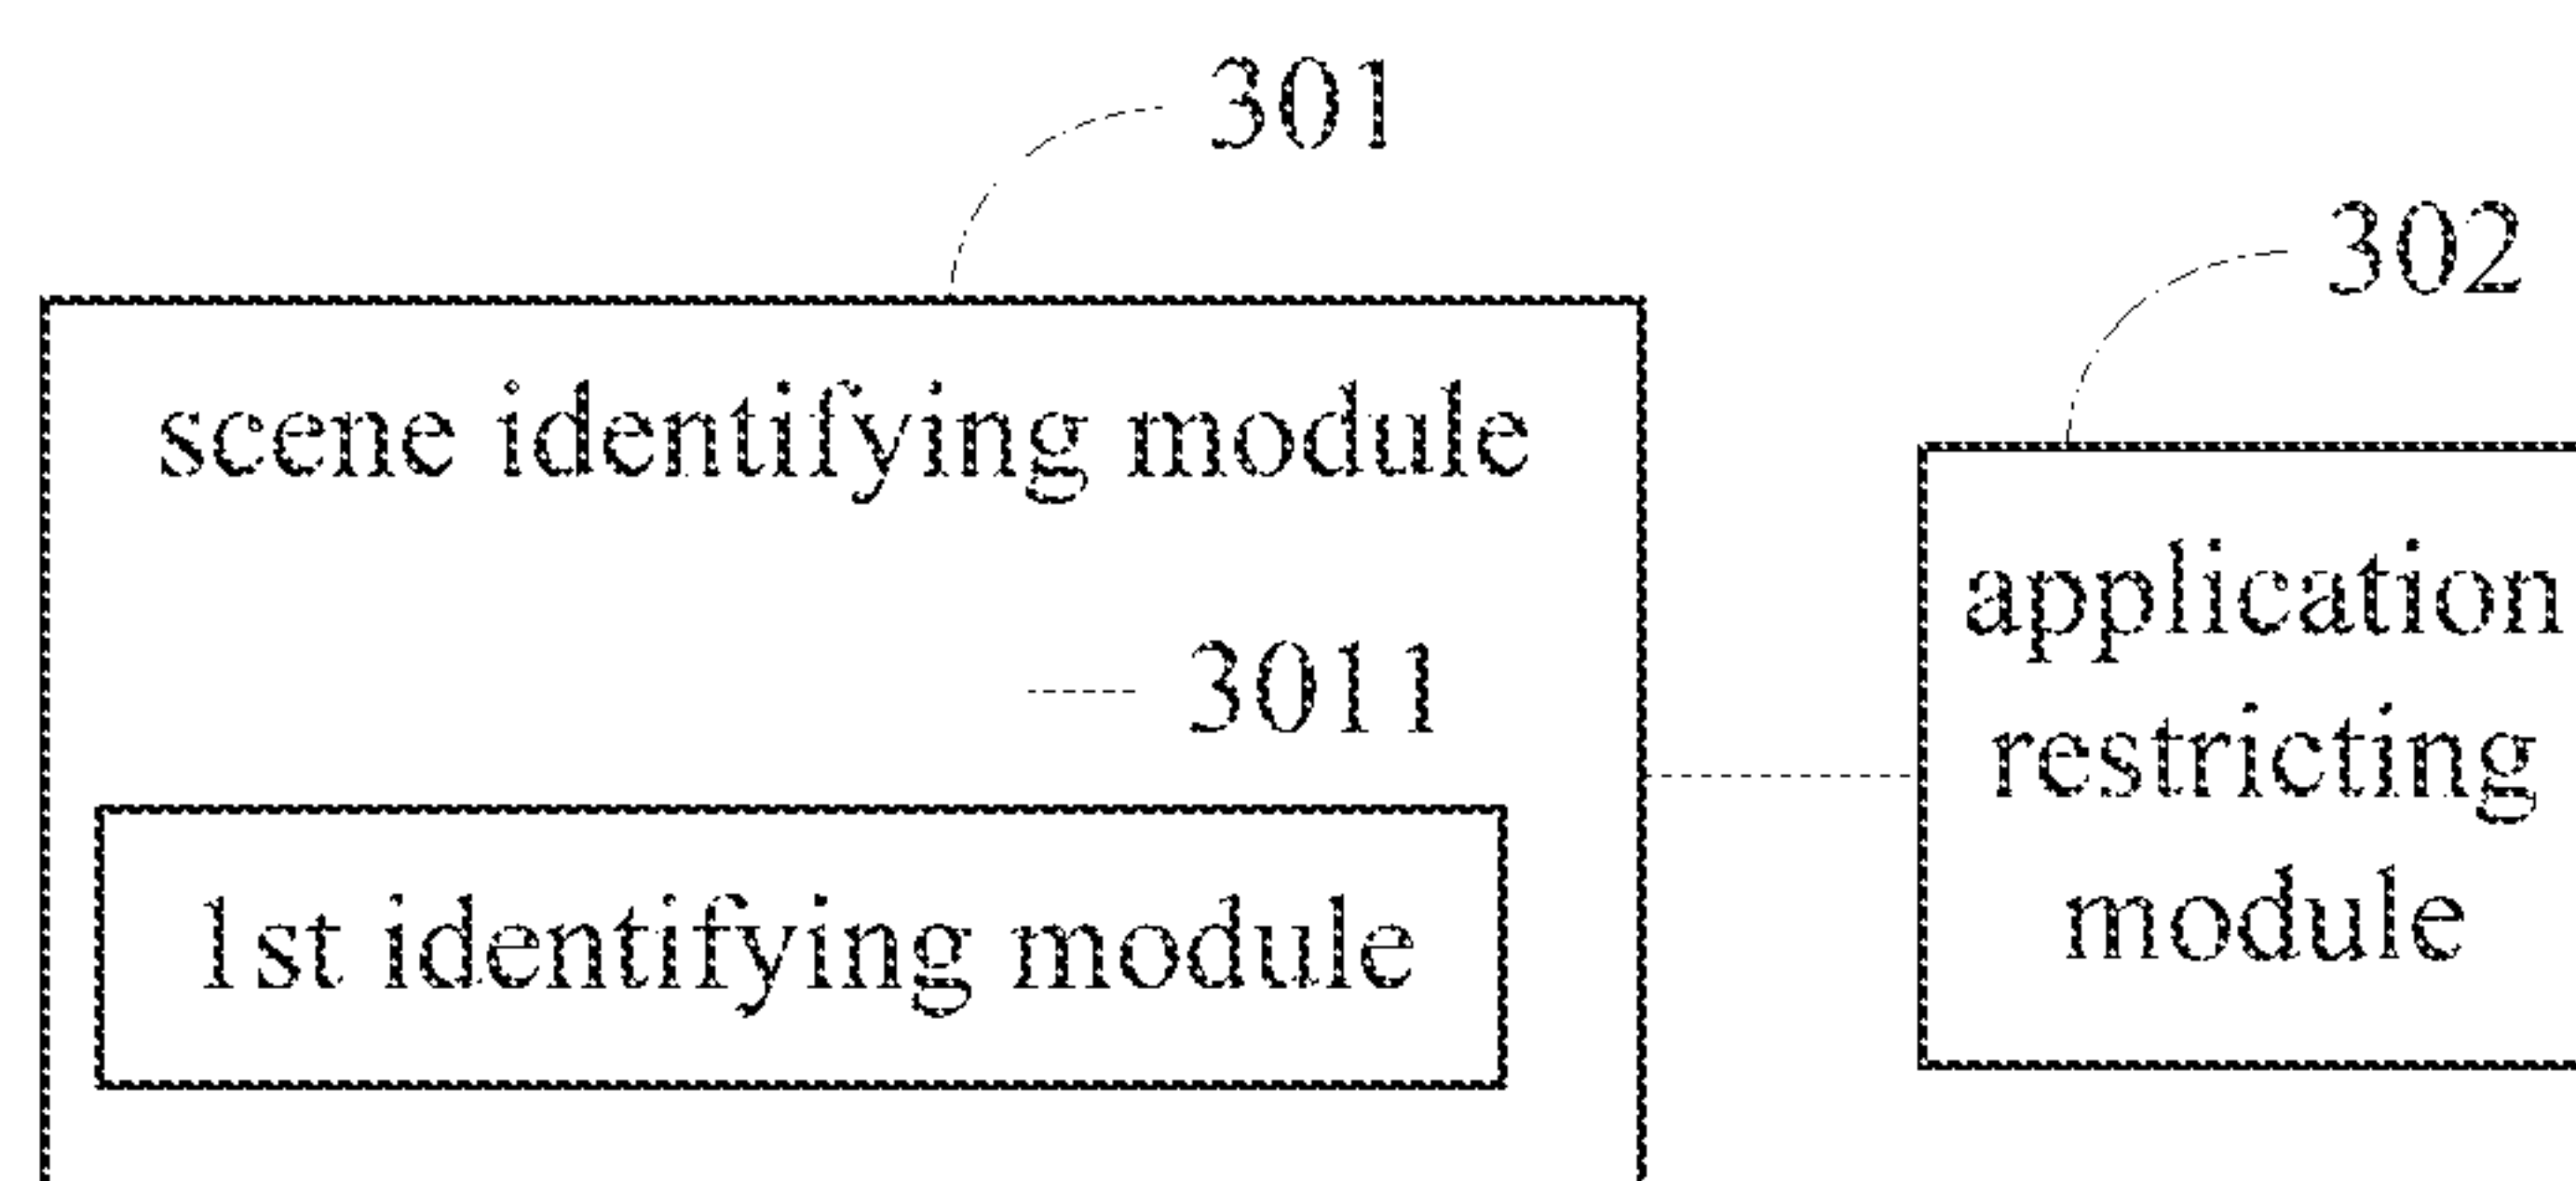 301
302
scene identifying module
3011
1st identifying module
application
restricting
module